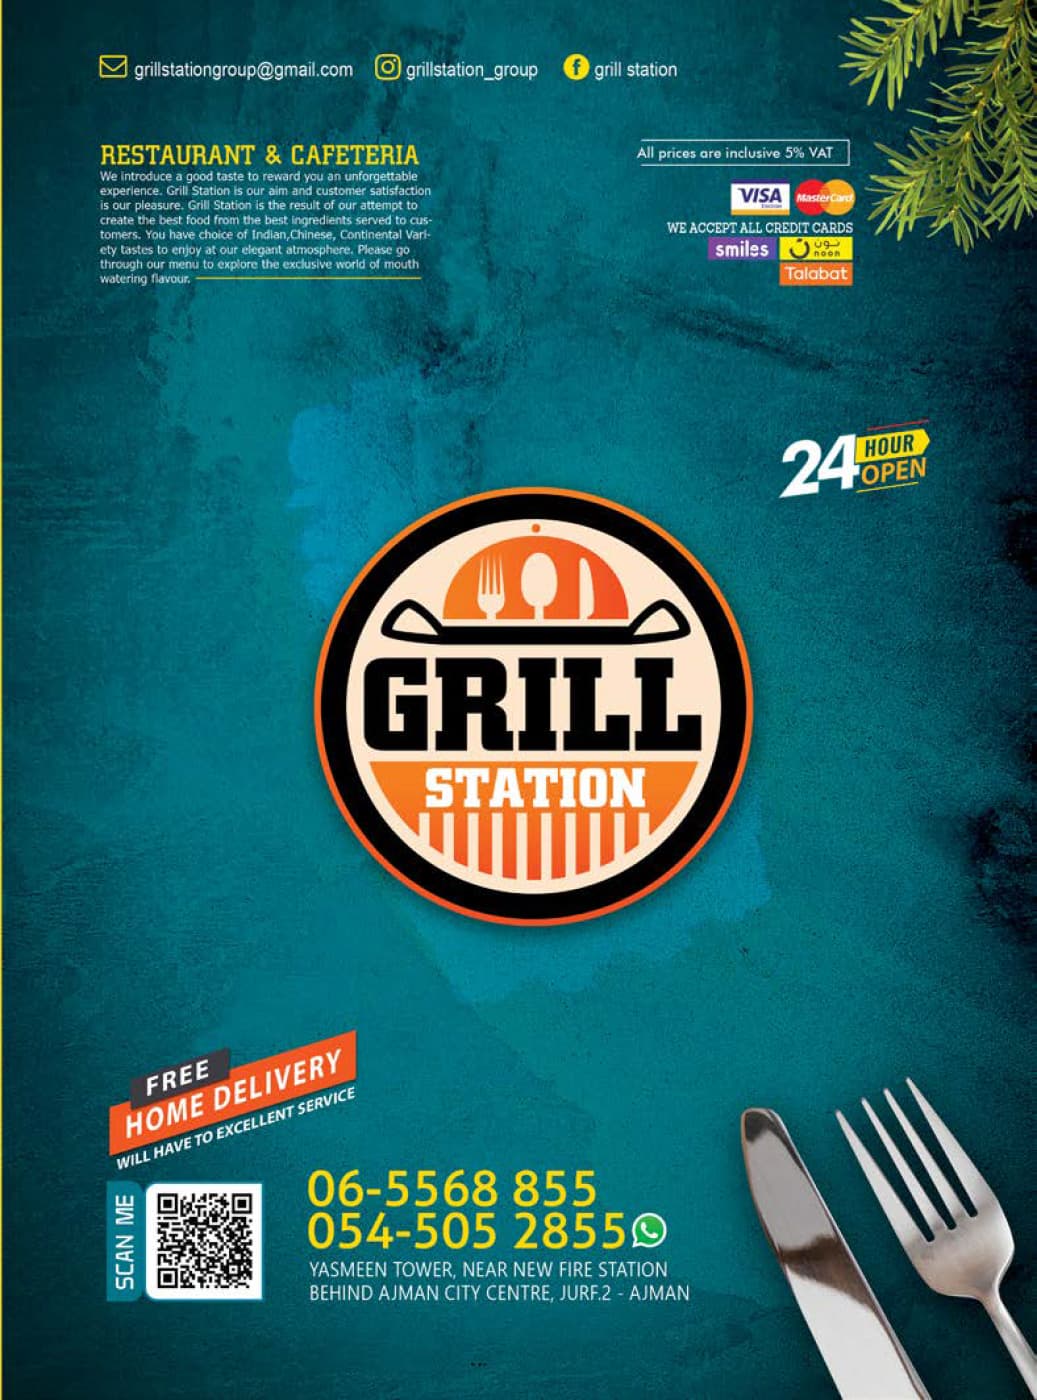 grillstationgroup@gmail.com grillstation_group f grill station
RESTAURANT & CAFETERIA
We introduce a good taste to reward you an unforgettable
experience. Grill Station is our aim and customer satisfaction
is our pleasure. Grill Station is the result of our attempt to
create the best food from the best ingredients served to cus-
tomers. You have choice of Indian,Chinese, Continental Vari-
ety tastes to enjoy at our elegant atmosphere. Please go
through our menu to explore the exclusive world of mouth
watering flavour.
All prices are inclusive 5% VAT
VISA
Electron
MasterCard
WE ACCEPT ALL CREDIT CARDS
smiles
نون
noon
Talabat
24 HOUR
OPEN
GRILL
STATION
FREE
HOME DELIVERY
WILL HAVE TO EXCELLENT SERVICE
SCAN ME
06-5568 855
054-505 2855
YASMEEN TOWER, NEAR NEW FIRE STATION
BEHIND AJMAN CITY CENTRE, JURF.2 - AJMAN